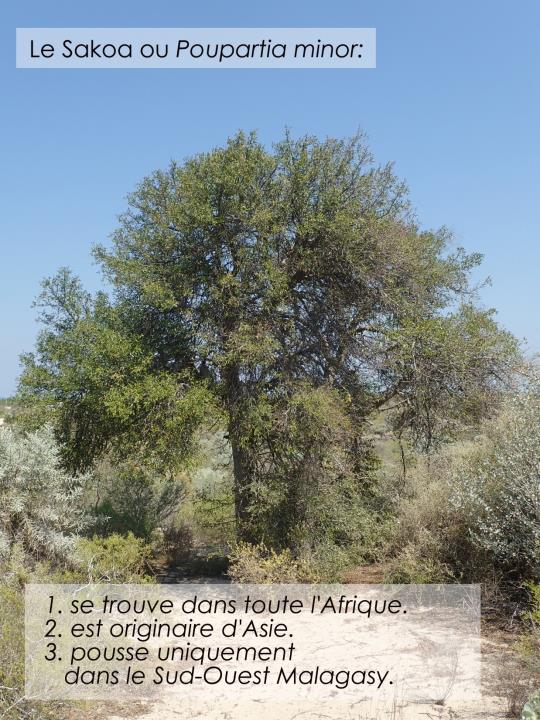 Le Sakoa ou Poupartia minor:
1. se trouve dans toute l'Afrique.
2. est originaire d'Asie.
3. pousse uniquement
dans le Sud-Ouest Malagasy.